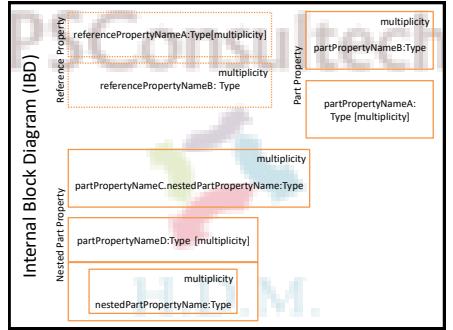 PSConsultech
Internal Block Diagram (IBD)
Reference Property
referencePropertyNameA:Type[multiplicity]
multiplicity
referencePropertyNameB: Type
Part Property
multiplicity
partPropertyNameB:Type
partPropertyNameA:
Type [multiplicity]
Nested Part Property
multiplicity
partPropertyNameC.nestedPartPropertyName:Type
partPropertyNameD:Type [multiplicity]
multiplicity
nestedPartPropertyName:Type
H.D.M.